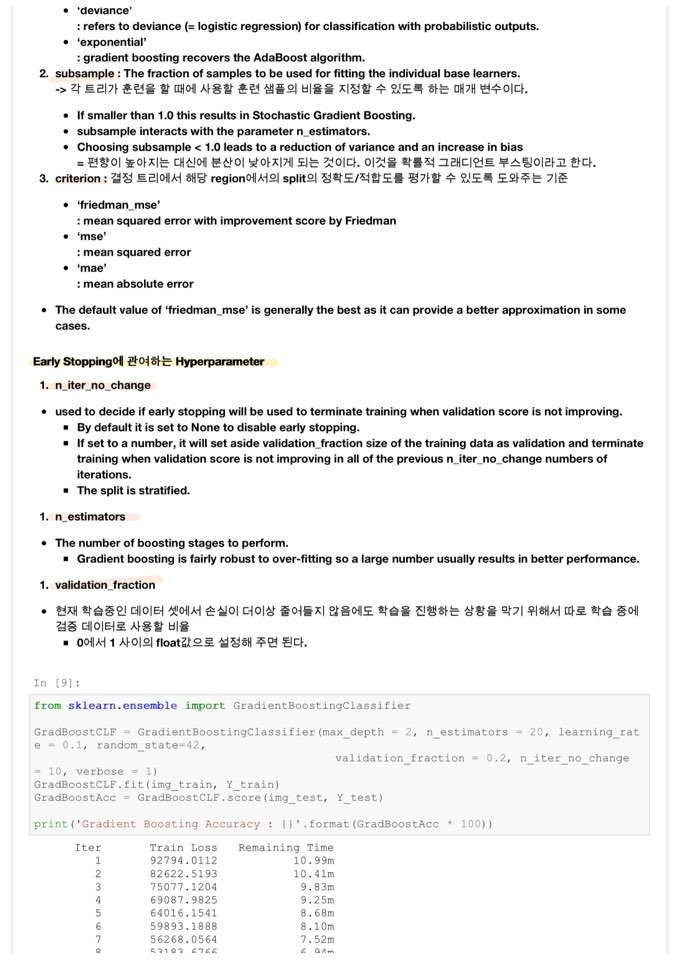 • ‘deviance’
: refers to deviance (= logistic regression) for classification with probabilistic outputs.
• ‘exponential’
: gradient boosting recovers the AdaBoost algorithm.
2. subsample : The fraction of samples to be used for fitting the individual base learners.
-> 각 트리가 훈련을 할 때에 사용할 훈련 샘플의 비율을 지정할 수 있도록 하는 매개 변수이다.
• If smaller than 1.0 this results in Stochastic Gradient Boosting.
• subsample interacts with the parameter n_estimators.
• Choosing subsample < 1.0 leads to a reduction of variance and an increase in bias
= 편향이 높아지는 대신에 분산이 낮아지게 되는 것이다. 이것을 확률적 그래디언트 부스팅이라고 한다.
3. criterion : 결정 트리에서 해당 region에서의 split의 정확도/적합도를 평가할 수 있도록 도와주는 기준
• ‘friedman_mse’
: mean squared error with improvement score by Friedman
• ‘mse’
: mean squared error
• ‘mae’
: mean absolute error
• The default value of ‘friedman_mse’ is generally the best as it can provide a better approximation in some
cases.
Early Stopping에 관여하는 Hyperparameter
1. n_iter_no_change
• used to decide if early stopping will be used to terminate training when validation score is not improving.
▪ By default it is set to None to disable early stopping.
▪ If set to a number, it will set aside validation_fraction size of the training data as validation and terminate
training when validation score is not improving in all of the previous n_iter_no_change numbers of
iterations.
▪ The split is stratified.
1. n_estimators
• The number of boosting stages to perform.
▪ Gradient boosting is fairly robust to over-fitting so a large number usually results in better performance.
1. validation_fraction
• 현재 학습중인 데이터 셋에서 손실이 더이상 줄어들지 않음에도 학습을 진행하는 상황을 막기 위해서 따로 학습 중에
검증 데이터로 사용할 비율
▪ 0에서 1 사이의 float값으로 설정해 주면 된다.
In [9]:
from sklearn.ensemble import GradientBoostingClassifier
GradBoostCLF = GradientBoostingClassifier(max_depth = 2, n_estimators = 20, learning_rat
e = 0.1, random_state=42,
validation_fraction = 0.2, n_iter_no_change
= 10, verbose = 1)
GradBoostCLF.fit(img_train, Y_train)
GradBoostAcc = GradBoostCLF.score(img_test, Y_test)
print('Gradient Boosting Accuracy : {}'.format(GradBoostAcc * 100))
Iter Train Loss Remaining Time
1 92794.0112 10.99m
2 82622.5193 10.41m
3 75077.1204 9.83m
4 69087.9825 9.25m
5 64016.1541 8.68m
6 59893.1888 8.10m
7 56268.0564 7.52m
8 53183.6766 6.94m